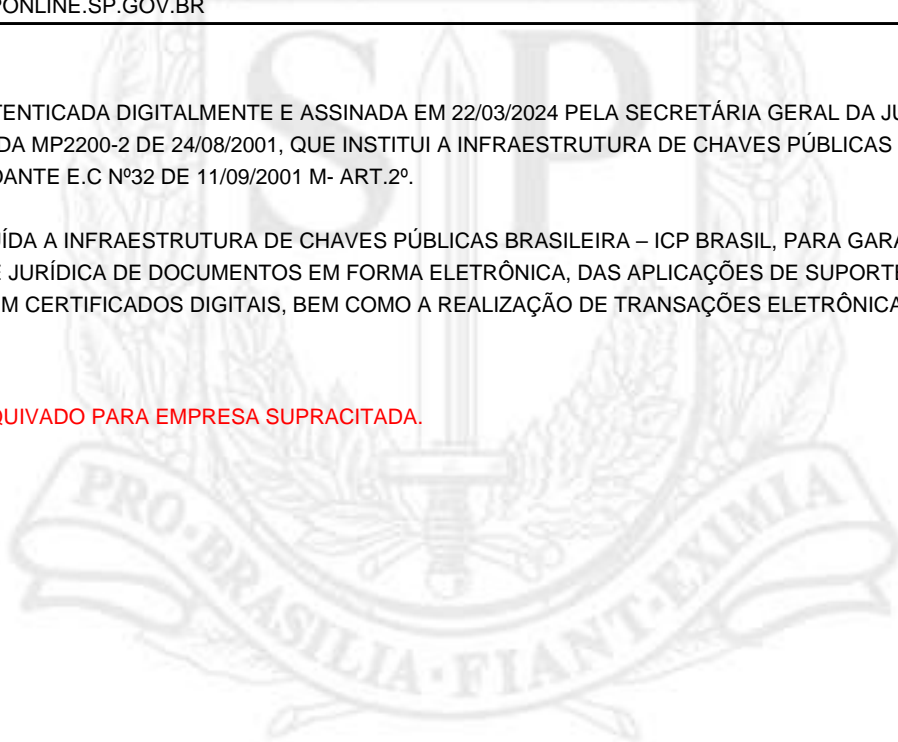 PONLINE.SP.GOV.BR
TENTICADA DIGITALMENTE E ASSINADA EM 22/03/2024 PELA SECRETÁRIA GERAL DA JU
DA MP2200-2 DE 24/08/2001, QUE INSTITUI A INFRAESTRUTURA DE CHAVES PÚBLICAS
DANTE E.C Nº32 DE 11/09/2001 M- ART.2º.
ÍDA A INFRAESTRUTURA DE CHAVES PÚBLICAS BRASILEIRA – ICP BRASIL, PARA GARA
E JURÍDICA DE DOCUMENTOS EM FORMA ELETRÔNICA, DAS APLICAÇÕES DE SUPORTE
M CERTIFICADOS DIGITAIS, BEM COMO A REALIZAÇÃO DE TRANSAÇÕES ELETRÔNICA
QUIVADO PARA EMPRESA SUPRACITADA.
SP
PRO·BRASILIA·FIANT·EXIMIA